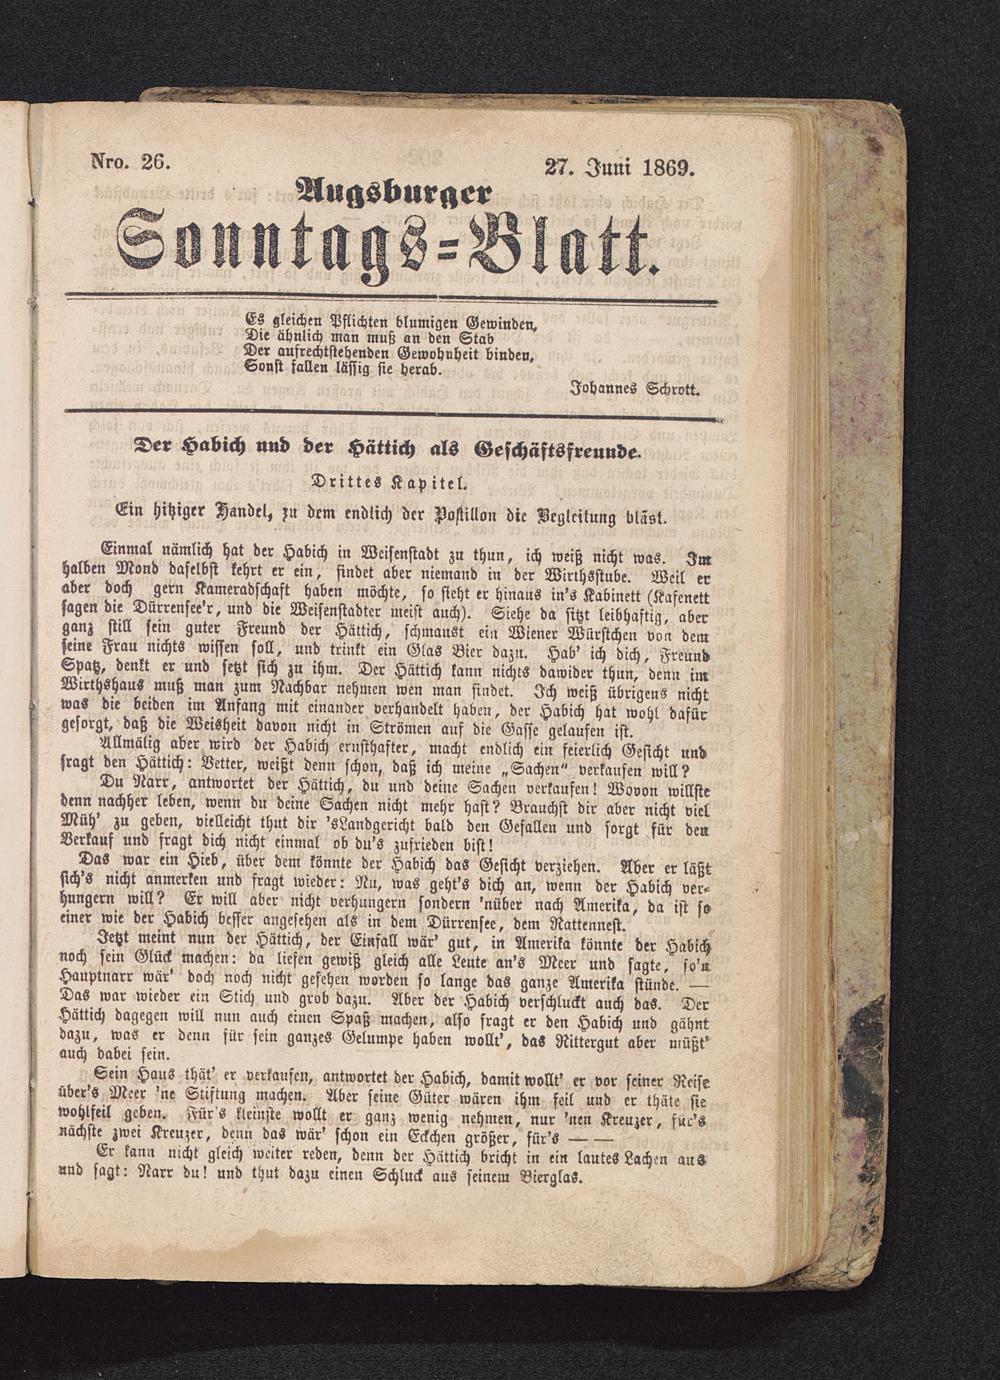 Nro. 26.
27. Juni 1869.
Augsburger
Sonntags=Blatt.
Es gleichen Pflichten blumigen Gewinden,
Die ähnlich man muß an den Stab
Der aufrechtstehenden Gewohnheit binden,
Sonst fallen lässig sie herab.
Johannes Schrott.
Der Habich und der Hättich als Geschäftsfreunde.
Drittes Kapitel.
Ein hitziger Handel, zu dem endlich der Postillon die Begleitung bläst.
Einmal nämlich hat der Habich in Weisenstadt zu thun, ich weiß nicht was. Im
halben Mond daselbst kehrt er ein, findet aber niemand in der Wirthsstube. Weil er
aber doch gern Kameradschaft haben möchte, so sieht er hinaus in's Kabinett (Kafenett
sagen die Dürrensee'r, und die Weisenstadter meist auch). Siehe da sitzt leibhaftig, aber
ganz still sein guter Freund der Hättich, schmaust ein Wiener Würstchen von dem
seine Frau nichts wissen soll, und trinkt ein Glas Bier dazu. Hab' ich dich, Freund
Spatz, denkt er und setzt sich zu ihm. Der Hättich kann nichts dawider thun, denn im
Wirthshaus muß man zum Nachbar nehmen wen man findet. Ich weiß übrigens nicht
was die beiden im Anfang mit einander verhandelt haben, der Habich hat wohl dafür
gesorgt, daß die Weisheit davon nicht in Strömen auf die Gasse gelaufen ist.
Allmälig aber wird der Habich ernsthafter, macht endlich ein feierlich Gesicht und
fragt den Hättich: Vetter, weißt denn schon, daß ich meine „Sachen“ verkaufen will?
Du Narr, antwortet der Hättich, du und deine Sachen verkaufen! Wovon willste
denn nachher leben, wenn du deine Sachen nicht mehr hast? Brauchst dir aber nicht viel
Müh' zu geben, vielleicht thut dir 'sLandgericht bald den Gefallen und sorgt für den
Verkauf und fragt dich nicht einmal ob du's zufrieden bist!
Das war ein Hieb, über dem könnte der Habich das Gesicht verziehen. Aber er läßt
sich's nicht anmerken und fragt wieder: Nu, was geht's dich an, wenn der Habich ver=
hungern will? Er will aber nicht verhungern sondern 'nüber nach Amerika, da ist so
einer wie der Habich besser angesehen als in dem Dürrensee, dem Rattennest.
Jetzt meint nun der Hättich, der Einfall wär' gut, in Amerika könnte der Habich
noch sein Glück machen: da liefen gewiß gleich alle Leute an's Meer und sagte, so'n
Hauptnarr wär' doch noch nicht gesehen worden so lange das ganze Amerika stünde. —
Das war wieder ein Stich und grob dazu. Aber der Habich verschluckt auch das. Der
Hättich dagegen will nun auch einen Spaß machen, also fragt er den Habich und gähnt
dazu, was er denn für sein ganzes Gelumpe haben wollt', das Rittergut aber müßt'
auch dabei sein.
Sein Haus thät' er verkaufen, antwortet der Habich, damit wollt' er vor seiner Reise
über's Meer 'ne Stiftung machen. Aber seine Güter wären ihm feil und er thäte sie
wohlfeil geben. Für's kleinste wollt er ganz wenig nehmen, nur 'nen Kreuzer, für's
nächste zwei Kreuzer, denn das wär' schon ein Eckchen größer, für's — —
Er kann nicht gleich weiter reden, denn der Hättich bricht in ein lautes Lachen aus
und sagt: Narr du! und thut dazu einen Schluck aus seinem Bierglas.